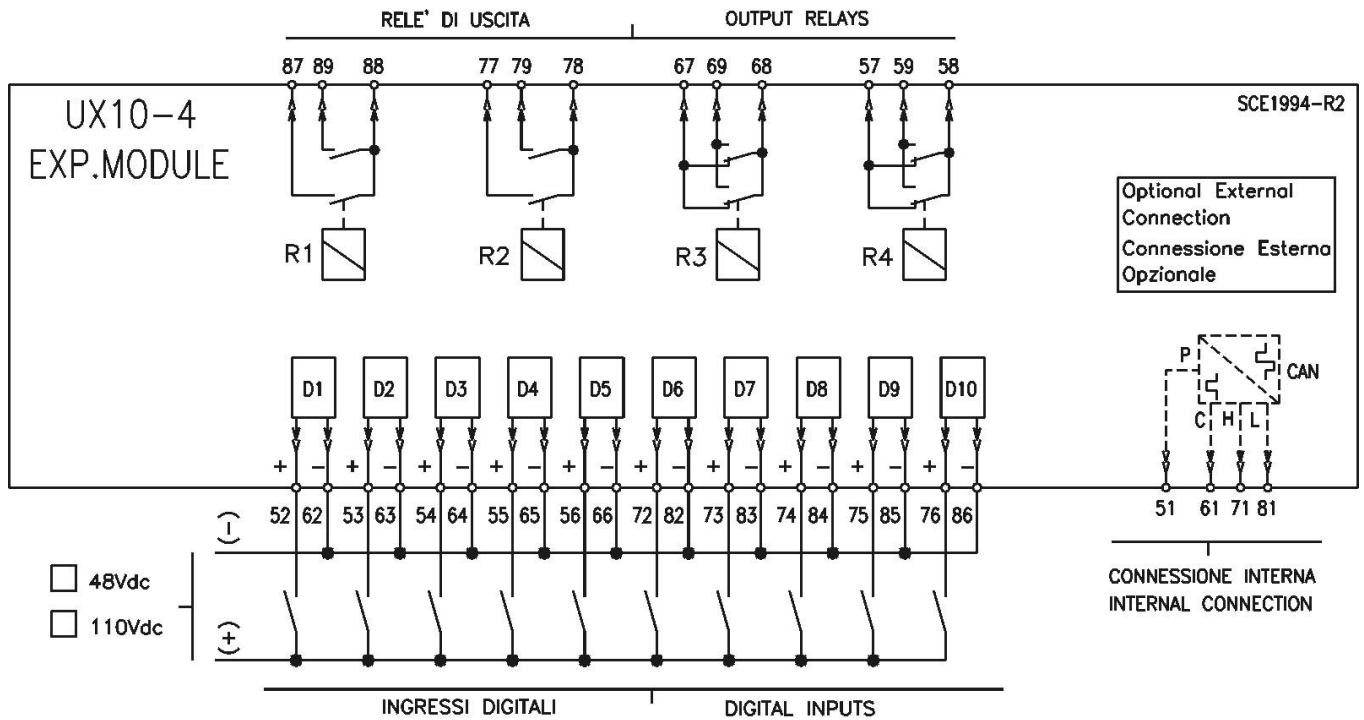 RELE' DI USCITA OUTPUT RELAYS
87 89 88 77 79 78 67 69 68 57 59 58
UX10-4
EXP.MODULE
SCE1994-R2
Optional External
Connection
Connessione Esterna
Opzionale
R1 R2 R3 R4
D1 D2 D3 D4 D5 D6 D7 D8 D9 D10
P CAN
C H L
+ − + − + − + − + − + − + − + − + − + −
52 62 53 63 54 64 55 65 56 66 72 82 73 83 74 84 75 85 76 86
51 61 71 81
(−)
48Vdc
110Vdc
(+)
CONNESSIONE INTERNA
INTERNAL CONNECTION
INGRESSI DIGITALI DIGITAL INPUTS